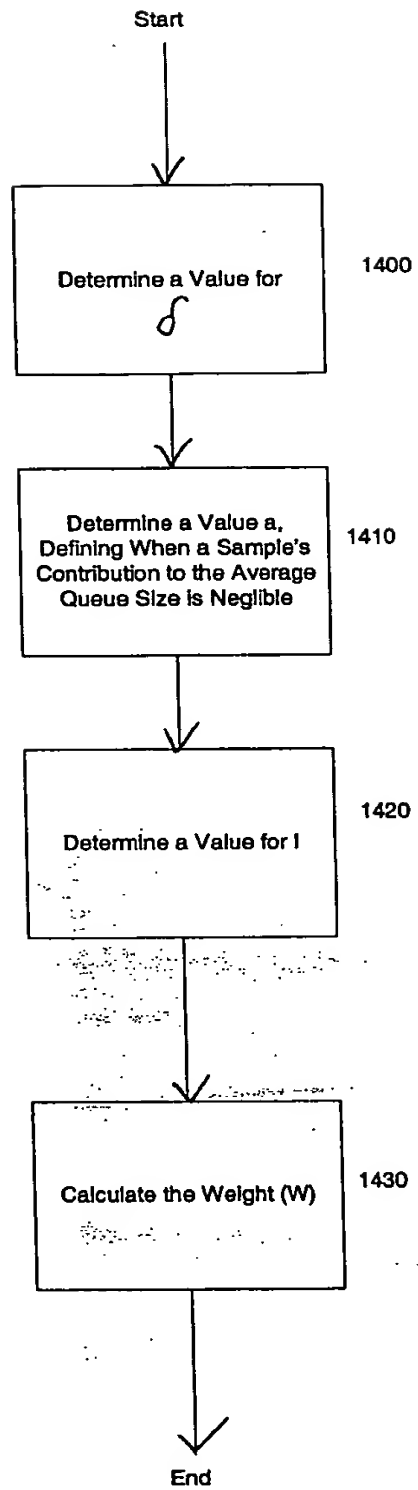 Start
Determine a Value for
δ
1400
Determine a Value a,
Defining When a Sample's
Contribution to the Average
Queue Size is Neglible
1410
Determine a Value for I
1420
Calculate the Weight (W)
1430
End